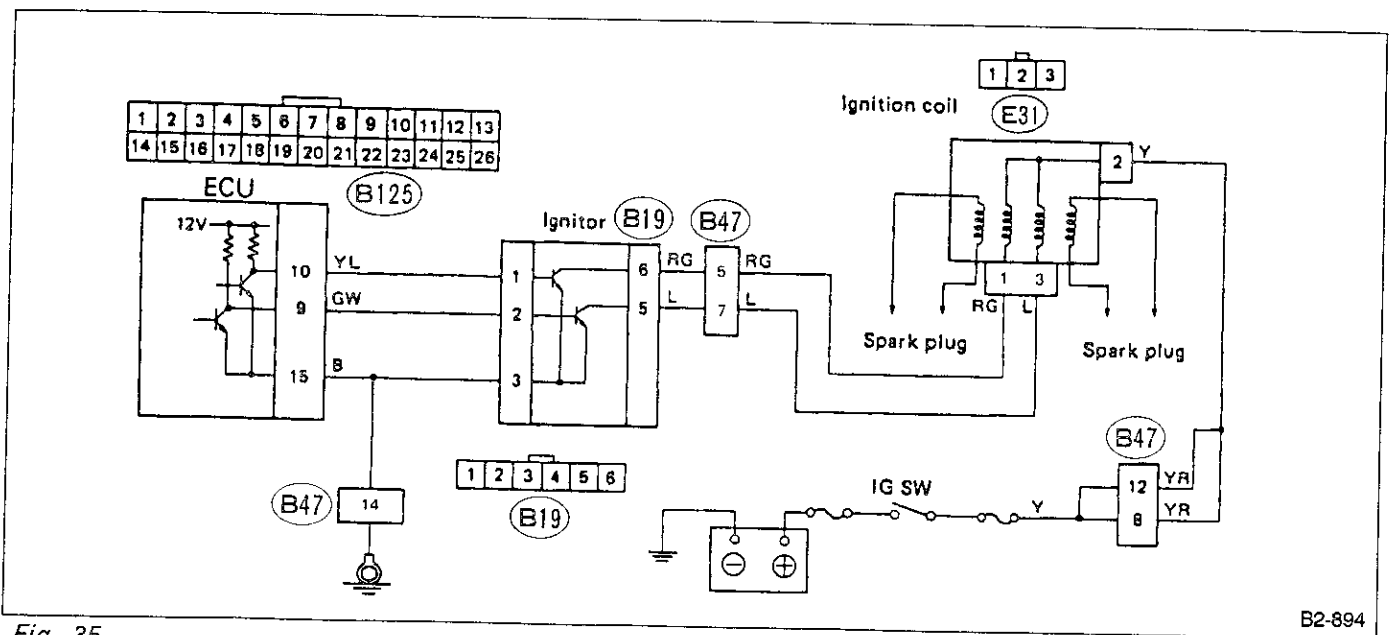 1 2 3
Ignition coil
E31
1 2 3 4 5 6 7 8 9 10 11 12 13
14 15 16 17 18 19 20 21 22 23 24 25 26
ECU
B125
2 Y
12V
Ignitor B19 B47
10 YL 1 6 RG 5 RG
9 GW 2 5 L 7 L
1 3
RG L
Spark plug
Spark plug
15 B 3
B47
1 2 3 4 5 6
B19
IG SW
12 YR
Y
8 YR
B47 14
− +
B2-894
Fig. 35